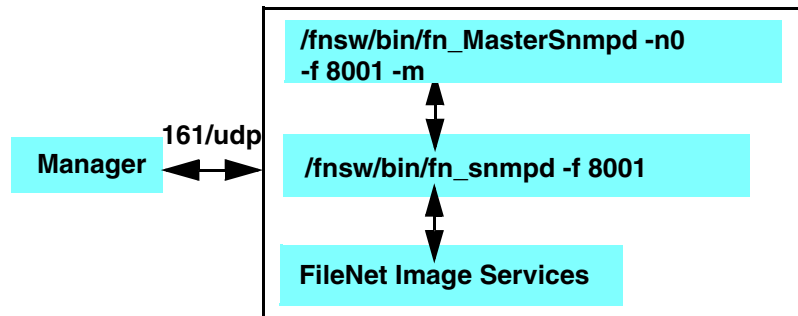 /fnsw/bin/fn_MasterSnmpd -n0
-f 8001 -m
161/udp
Manager
/fnsw/bin/fn_snmpd -f 8001
FileNet Image Services